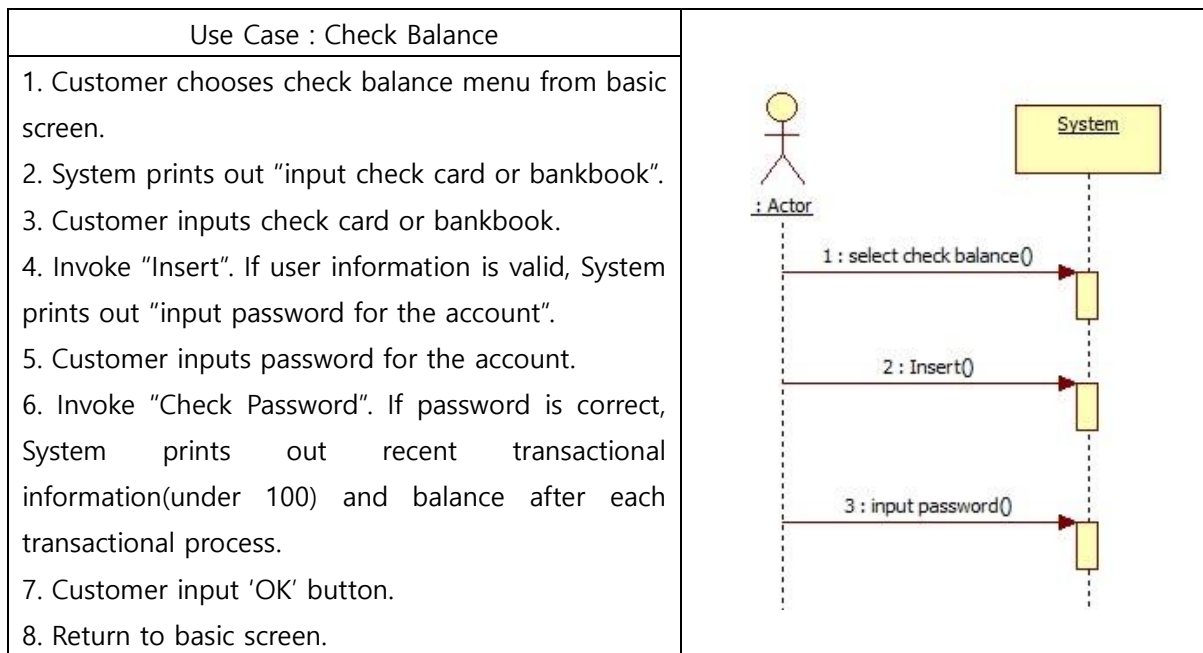 Use Case : Check Balance
1. Customer chooses check balance menu from basic
screen.
2. System prints out “input check card or bankbook”.
3. Customer inputs check card or bankbook.
4. Invoke “Insert”. If user information is valid, System
prints out “input password for the account”.
5. Customer inputs password for the account.
6. Invoke “Check Password”. If password is correct,
System prints out recent transactional
information(under 100) and balance after each
transactional process.
7. Customer input ‘OK’ button.
8. Return to basic screen.
System
: Actor
1 : select check balance()
2 : Insert()
3 : input password()